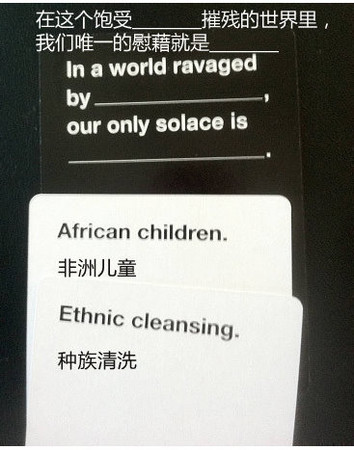 在这个饱受______摧残的世界里，
我们唯一的慰藉就是______
In a world ravaged
by ____________,
our only solace is
____________.
African children.
非洲儿童
Ethnic cleansing.
种族清洗